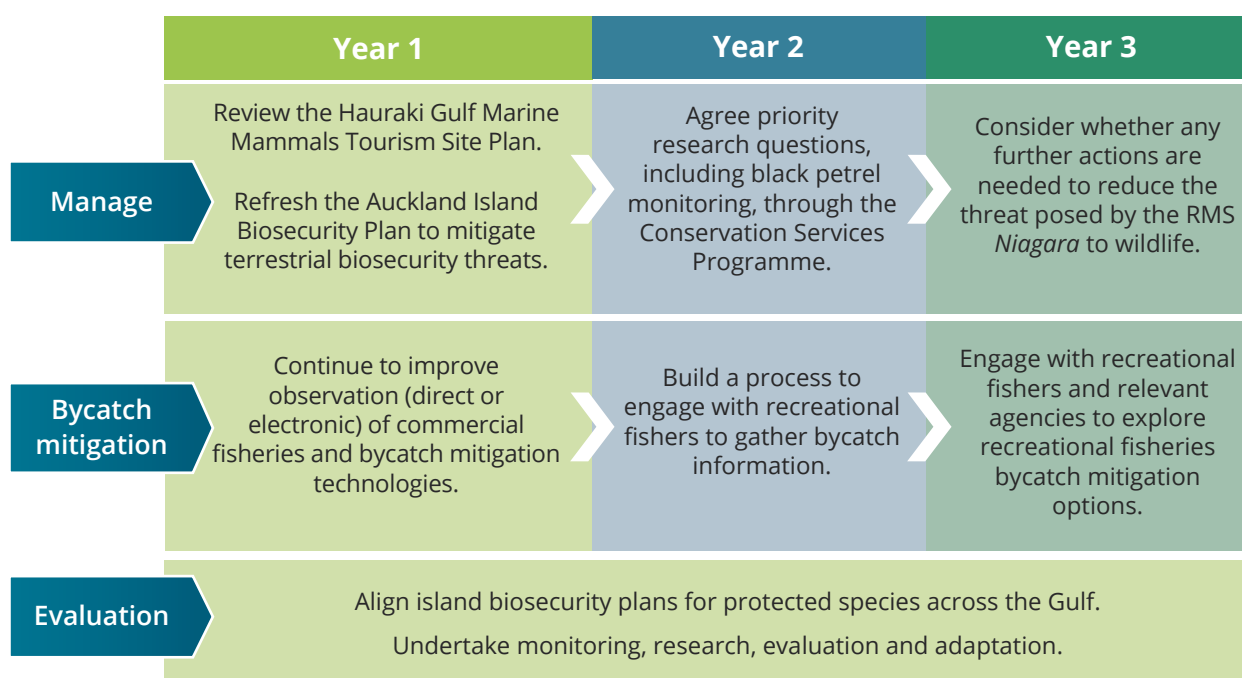 Year 1
Year 2
Year 3
Manage
Review the Hauraki Gulf Marine
Mammals Tourism Site Plan.
Refresh the Auckland Island
Biosecurity Plan to mitigate
terrestrial biosecurity threats.
Agree priority
research questions,
including black petrel
monitoring, through the
Conservation Services
Programme.
Consider whether any
further actions are
needed to reduce the
threat posed by the RMS
Niagara to wildlife.
Bycatch
mitigation
Continue to improve
observation (direct or
electronic) of commercial
fisheries and bycatch mitigation
technologies.
Build a process to
engage with recreational
fishers to gather bycatch
information.
Engage with recreational
fishers and relevant
agencies to explore
recreational fisheries
bycatch mitigation
options.
Evaluation
Align island biosecurity plans for protected species across the Gulf.
Undertake monitoring, research, evaluation and adaptation.